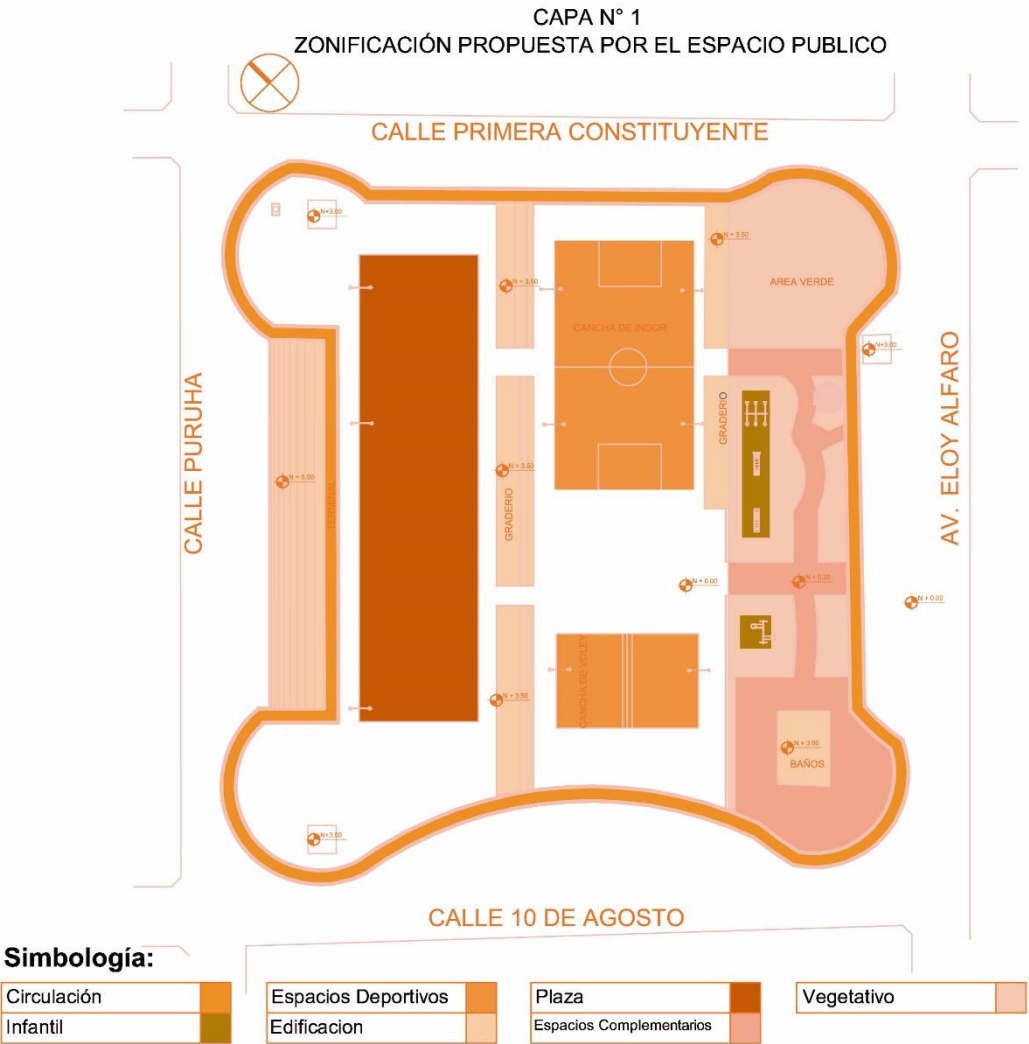 CAPA N° 1
ZONIFICACIÓN PROPUESTA POR EL ESPACIO PUBLICO
CALLE PRIMERA CONSTITUYENTE
N+3.00
N + 3.50
N + 3.50
AREA VERDE
CANCHA DE INDOR
N+3.00
CALLE PURUHA
AV. ELOY ALFARO
GRADERIO
N + 5.00
N + 3.50
GRADERIO
N + 0.00
N + 0.20
N + 0.00
CANCHA DE VOLEY
N + 3.50
N + 3.00
BAÑOS
N+3.00
CALLE 10 DE AGOSTO
Simbología:
Circulación
Espacios Deportivos
Plaza
Vegetativo
Infantil
Edificacion
Espacios Complementarios